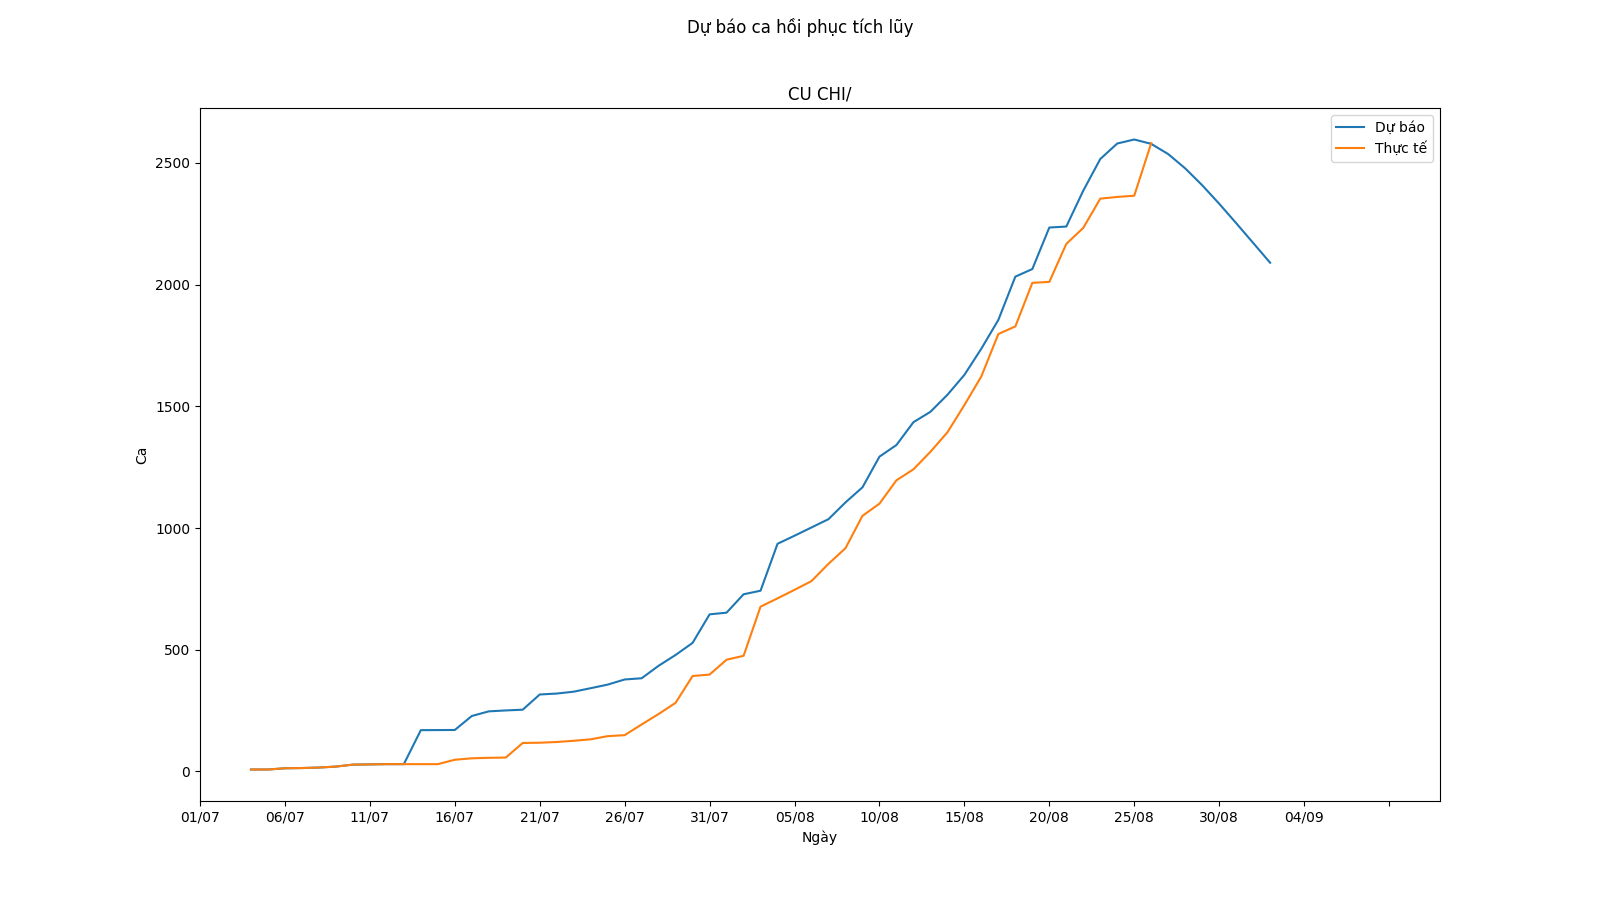 Dự báo ca hồi phục tích lũy
CU CHI/
Dự báo
Thực tế
2500
2000
1500
1000
500
0
Ca
01/07 06/07 11/07 16/07 21/07 26/07 31/07 05/08 10/08 15/08 20/08 25/08 30/08 04/09
Ngày